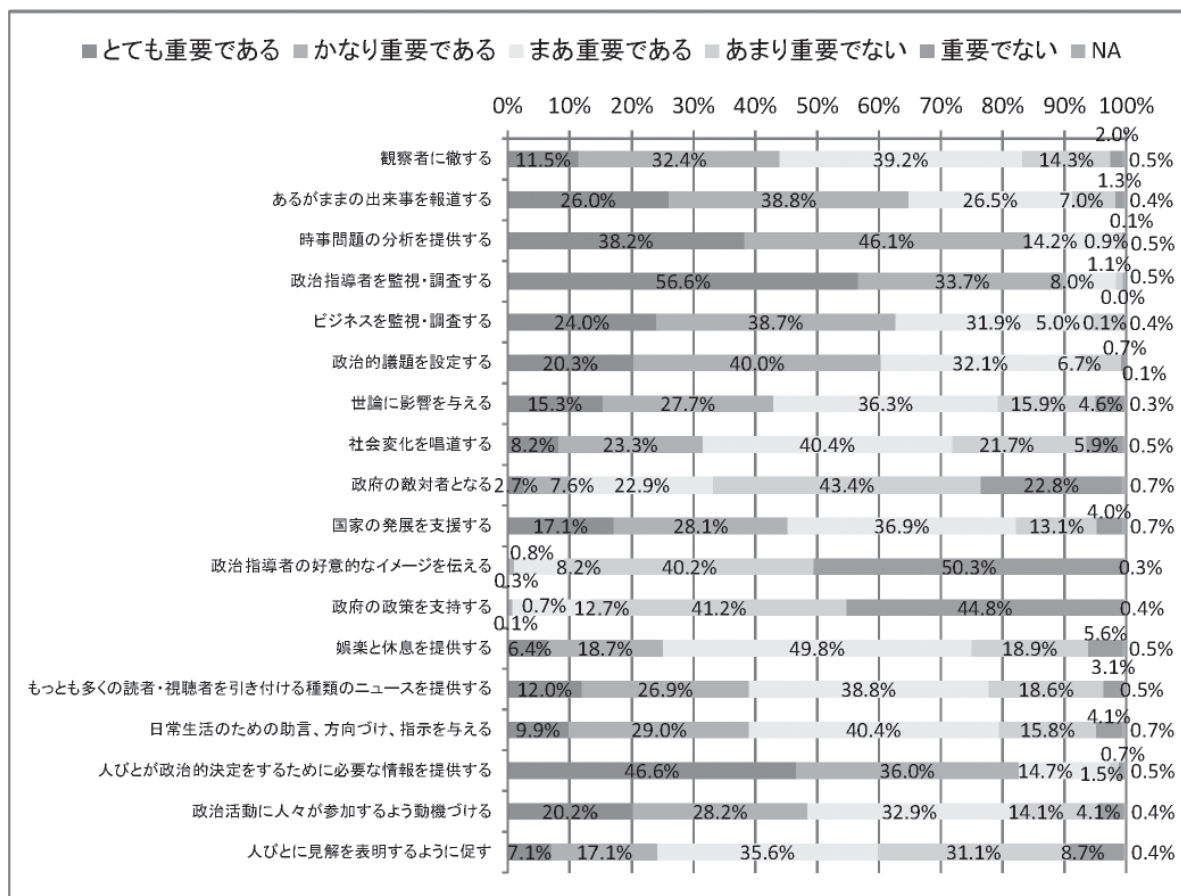 ■とても重要である ■かなり重要である ■まあ重要である ■あまり重要でない ■重要でない ■NA
0% 10% 20% 30% 40% 50% 60% 70% 80% 90% 100%
観察者に徹する 11.5% 32.4% 39.2% 14.3% 2.0% 0.5%
あるがままの出来事を報道する 26.0% 38.8% 26.5% 7.0% 1.3% 0.4%
時事問題の分析を提供する 38.2% 46.1% 14.2% 0.9% 0.1% 0.5%
政治指導者を監視・調査する 56.6% 33.7% 8.0% 1.1% 0.0% 0.5%
ビジネスを監視・調査する 24.0% 38.7% 31.9% 5.0% 0.1% 0.4%
政治的議題を設定する 20.3% 40.0% 32.1% 6.7% 0.7% 0.1%
世論に影響を与える 15.3% 27.7% 36.3% 15.9% 4.6% 0.3%
社会変化を唱道する 8.2% 23.3% 40.4% 21.7% 5.9% 0.5%
政府の敵対者となる 2.7% 7.6% 22.9% 43.4% 22.8% 0.7%
国家の発展を支援する 17.1% 28.1% 36.9% 13.1% 4.0% 0.7%
政治指導者の好意的なイメージを伝える 0.3% 0.8% 8.2% 40.2% 50.3% 0.3%
政府の政策を支持する 0.1% 0.7% 12.7% 41.2% 44.8% 0.4%
娯楽と休息を提供する 6.4% 18.7% 49.8% 18.9% 5.6% 0.5%
もっとも多くの読者・視聴者を引き付ける種類のニュースを提供する 12.0% 26.9% 38.8% 18.6% 3.1% 0.5%
日常生活のための助言、方向づけ、指示を与える 9.9% 29.0% 40.4% 15.8% 4.1% 0.7%
人びとが政治的決定をするために必要な情報を提供する 46.6% 36.0% 14.7% 1.5% 0.7% 0.5%
政治活動に人々が参加するよう動機づける 20.2% 28.2% 32.9% 14.1% 4.1% 0.4%
人びとに見解を表明するように促す 7.1% 17.1% 35.6% 31.1% 8.7% 0.4%